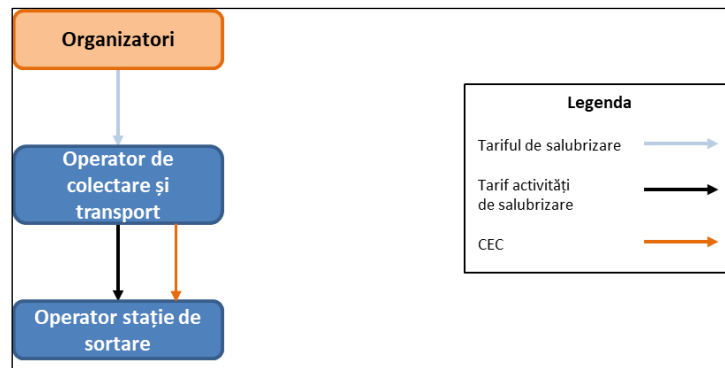 Organizatori
Operator de
colectare și
transport
Operator stație de
sortare
Legenda
Tariful de salubrizare
Tarif activități
de salubrizare
CEC